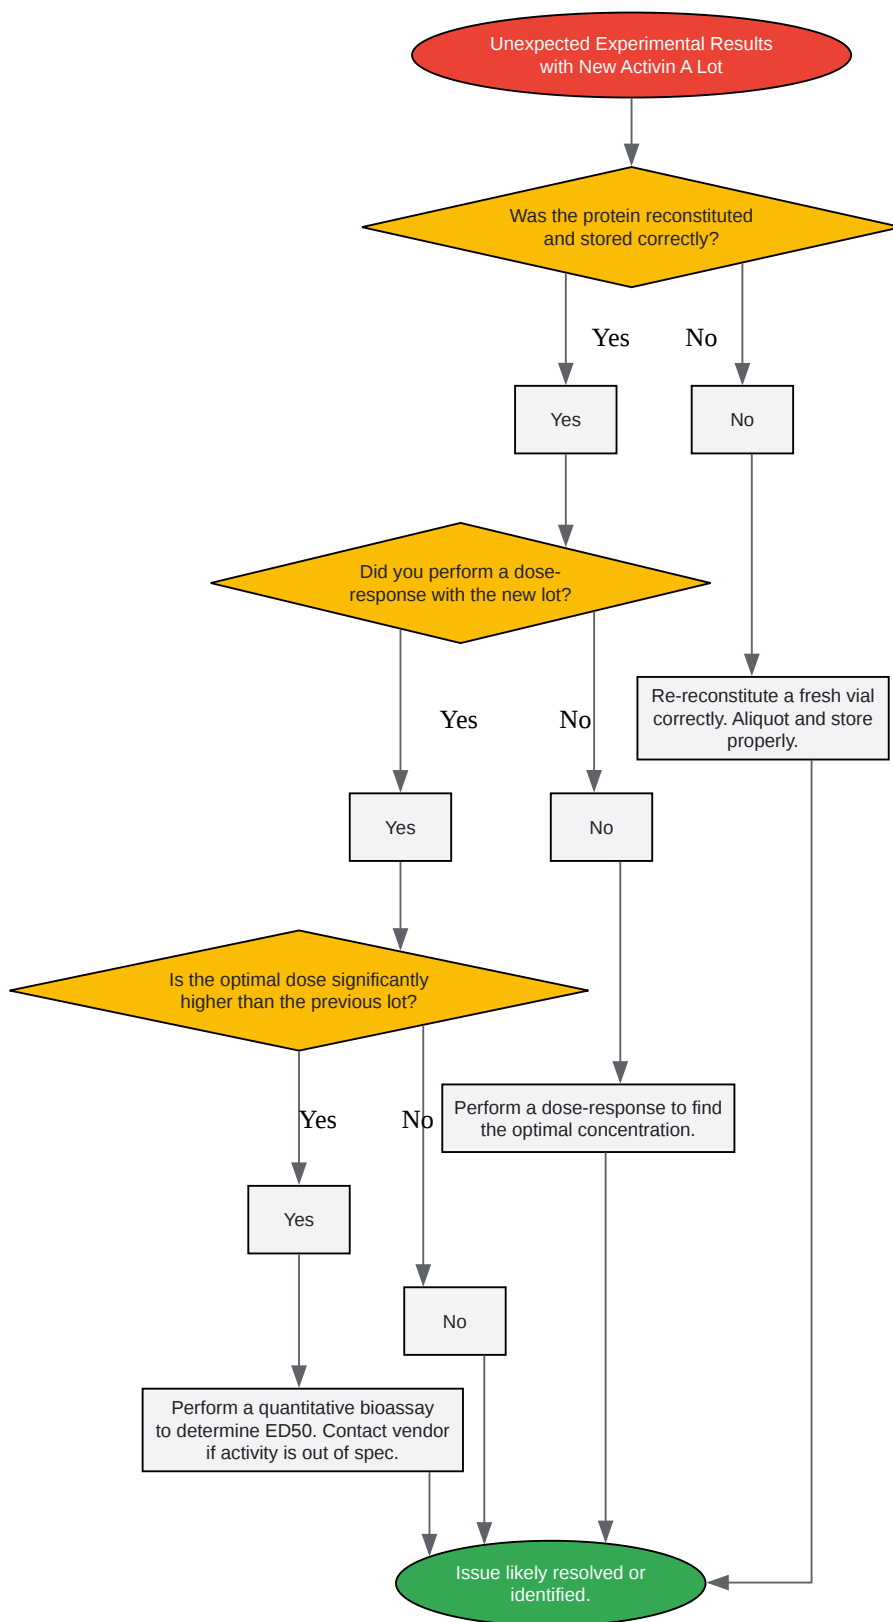 Unexpected Experimental Results
with New Activin A Lot
Was the protein reconstituted
and stored correctly?
Yes
No
Yes
No
Did you perform a dose-
response with the new lot?
Re-reconstitute a fresh vial
correctly. Aliquot and store
properly.
Yes
No
Yes
No
Is the optimal dose significantly
higher than the previous lot?
Yes
No
Perform a dose-response to find
the optimal concentration.
Yes
No
Perform a quantitative bioassay
to determine ED50. Contact vendor
if activity is out of spec.
Issue likely resolved or
identified.